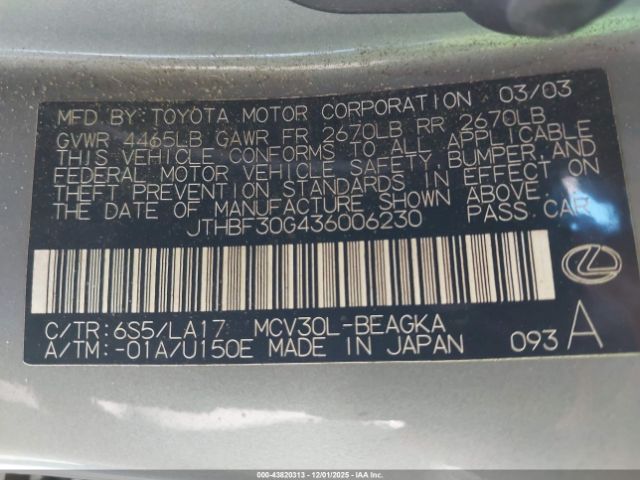 MFD BY: TOYOTA MOTOR CORPORATION 03/03
GVWR 4465LB GAWR FR 2670LB RR 2670LB
THIS VEHICLE CONFORMS TO ALL APPLICABLE
FEDERAL MOTOR VEHICLE SAFETY, BUMPER, AND
THEFT PREVENTION STANDARDS IN EFFECT ON
THE DATE OF MANUFACTURE SHOWN ABOVE.
JTHBF30G436006230 PASS.CAR
C/TR: 6S5/LA17 MCV30L-BEAGKA
A/TM: -01A/U150E MADE IN JAPAN 093 A
000-43820313 - 12/01/2025 - IAAI.com